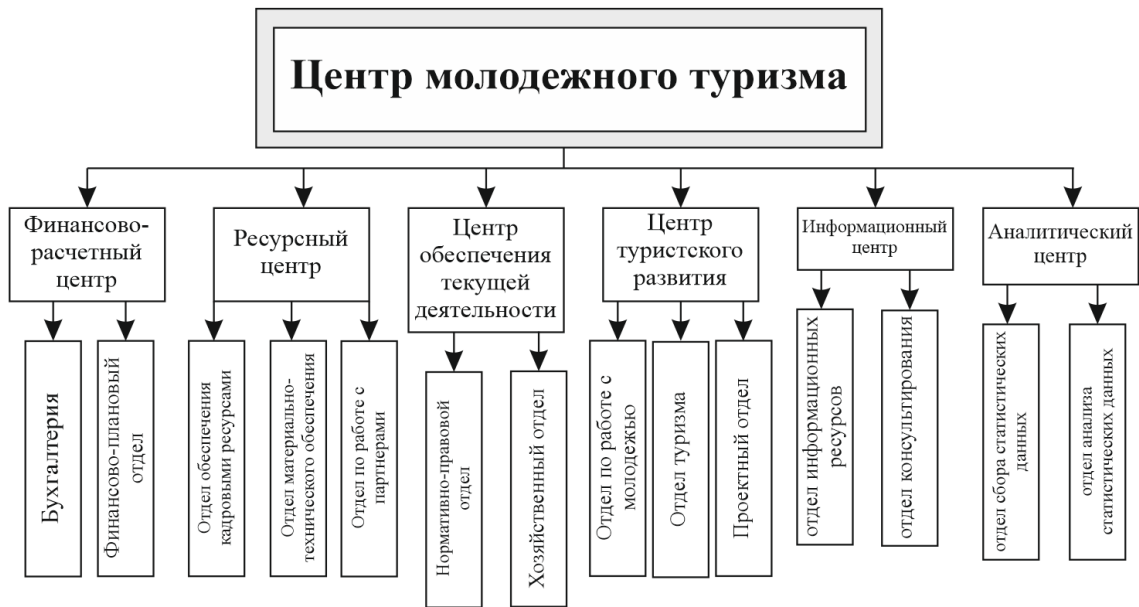 Центр молодежного туризма
Финансово-
расчетный
центр
Ресурсный
центр
Центр
обеспечения
текущей
деятельности
Центр
туристского
развития
Информационный
центр
Аналитический
центр
Бухгалтерия
Финансово-плановый
отдел
Отдел обеспечения
кадровыми ресурсами
Отдел материально-
технического обеспечения
Отдел по работе с
партнерами
Нормативно-правовой
отдел
Хозяйственный отдел
Отдел по работе с
молодежью
Отдел туризма
Проектный отдел
отдел информационных
ресурсов
отдел консультирования
отдел сбора статистических
данных
отдел анализа
статистических данных